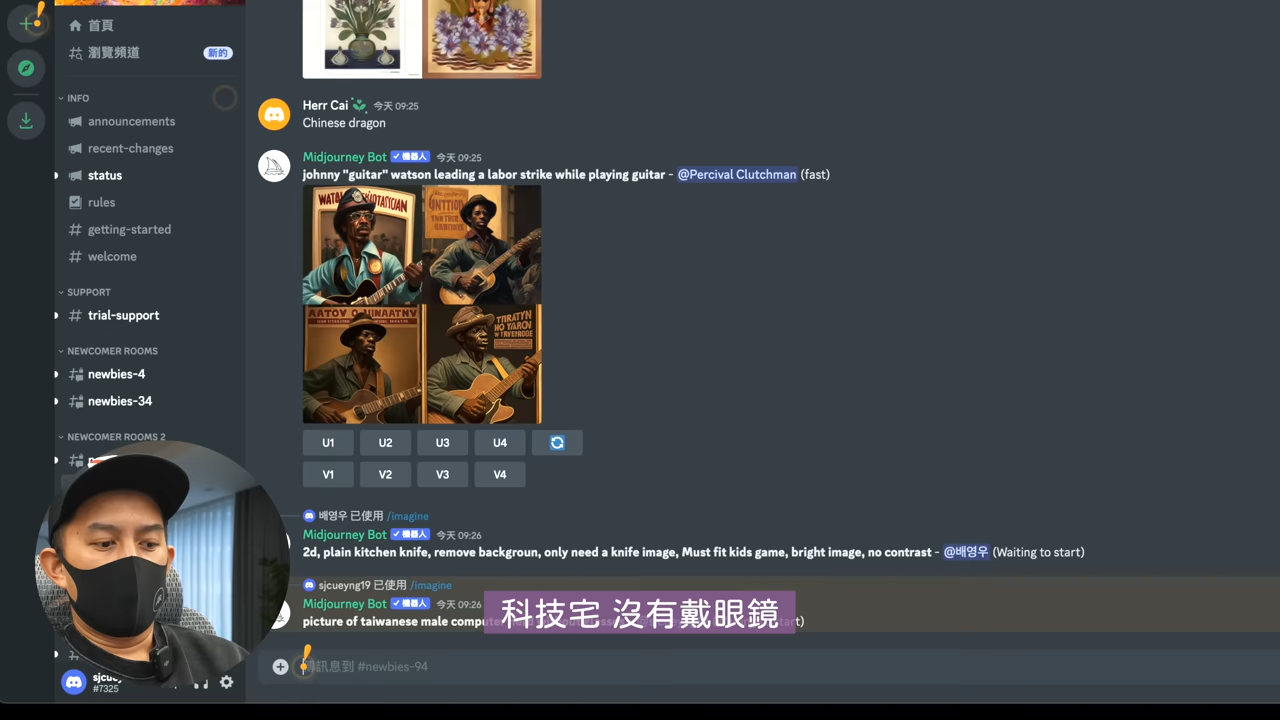 首頁
瀏覽頻道
新的
INFO
announcements
recent-changes
status
rules
getting-started
welcome
SUPPORT
trial-support
NEWCOMER ROOMS
newbies-4
newbies-34
NEWCOMER ROOMS 2
#7325
Herr Cai 今天 09:25
Chinese dragon
Midjourney Bot ✓ 機器人 今天 09:25
johnny "guitar" watson leading a labor strike while playing guitar - @Percival Clutchman (fast)
U1 U2 U3 U4
V1 V2 V3 V4
배영우 已使用 /imagine
Midjourney Bot ✓ 機器人 今天 09:26
2d, plain kitchen knife, remove backgroun, only need a knife image, Must fit kids game, bright image, no contrast - @배영우 (Waiting to start)
sjcueyng19 已使用 /imagine
Midjourney Bot ✓ 機器人 今天 09:26
picture of taiwanese male
科技宅 沒有戴眼鏡
訊息到 #newbies-94